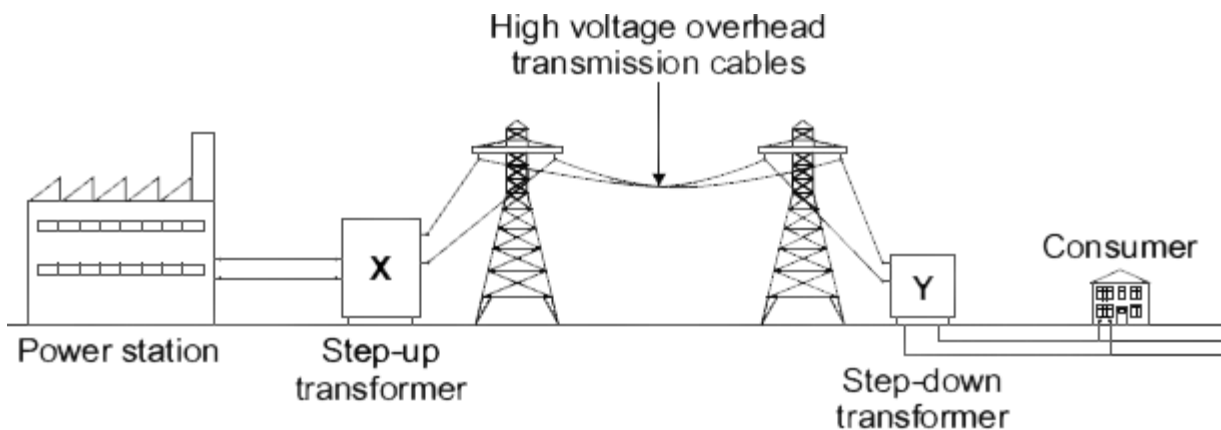 High voltage overhead
transmission cables
X
Y
Consumer
Power station
Step-up
transformer
Step-down
transformer